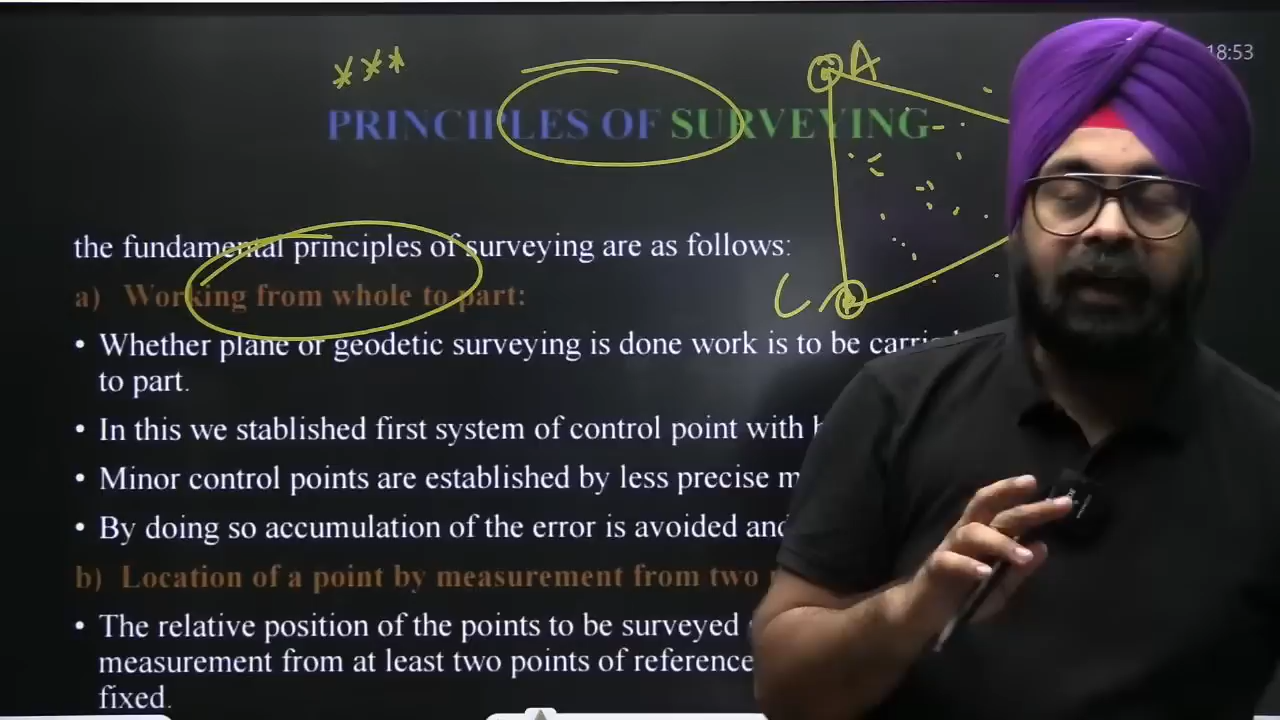 18:53
*** A
PRINCIPLES OF SURVEYING
the fundamental principles of surveying are as follows:
a) Working from whole to part:
C
• Whether plane or geodetic surveying is done work is to be
to part.
• In this we stablished first system of control point with
• Minor control points are established by less precise
• By doing so accumulation of the error is avoided and
b) Location of a point by measurement from two
• The relative position of the points to be surveyed
measurement from at least two points of reference
fixed.